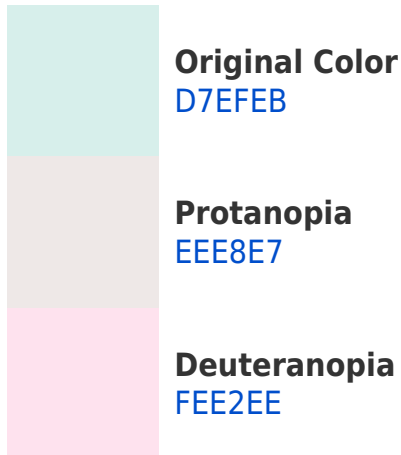 Original Color
D7EFEB
Protanopia
EEE8E7
Deuteranopia
FEE2EE